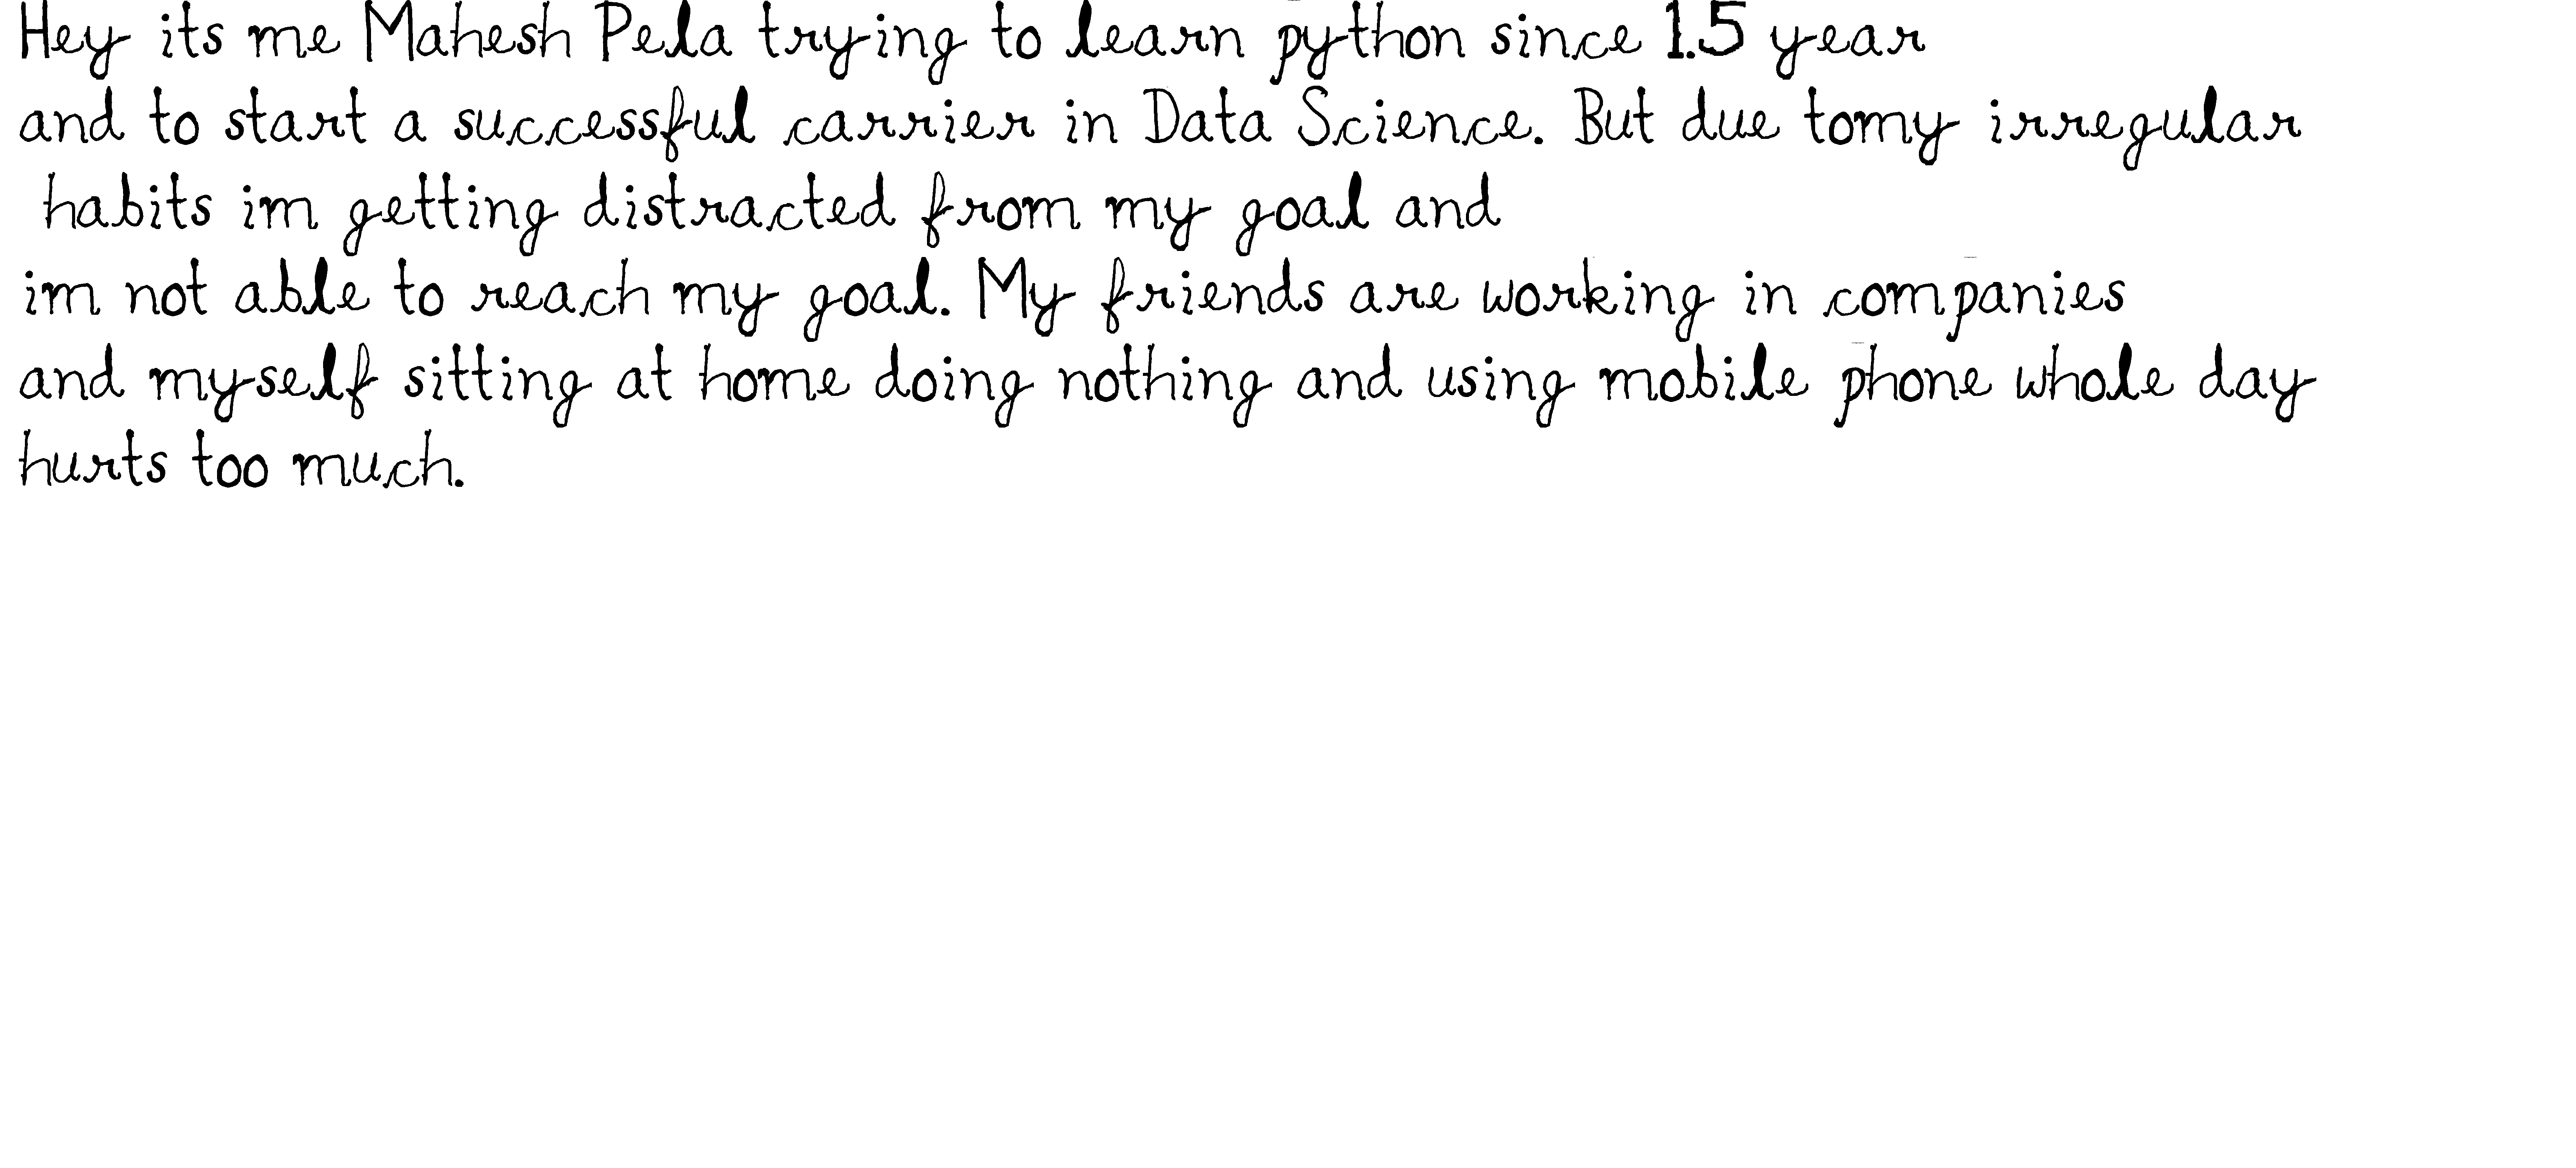 Hey its me Mahesh Pela trying to learn python since 1.5 year
and to start a successful carrier in Data Science. But due tomy irregular
habits im getting distracted from my goal and
im not able to reach my goal. My friends are working in companies
and myself sitting at home doing nothing and using mobile phone whole day
hurts too much.